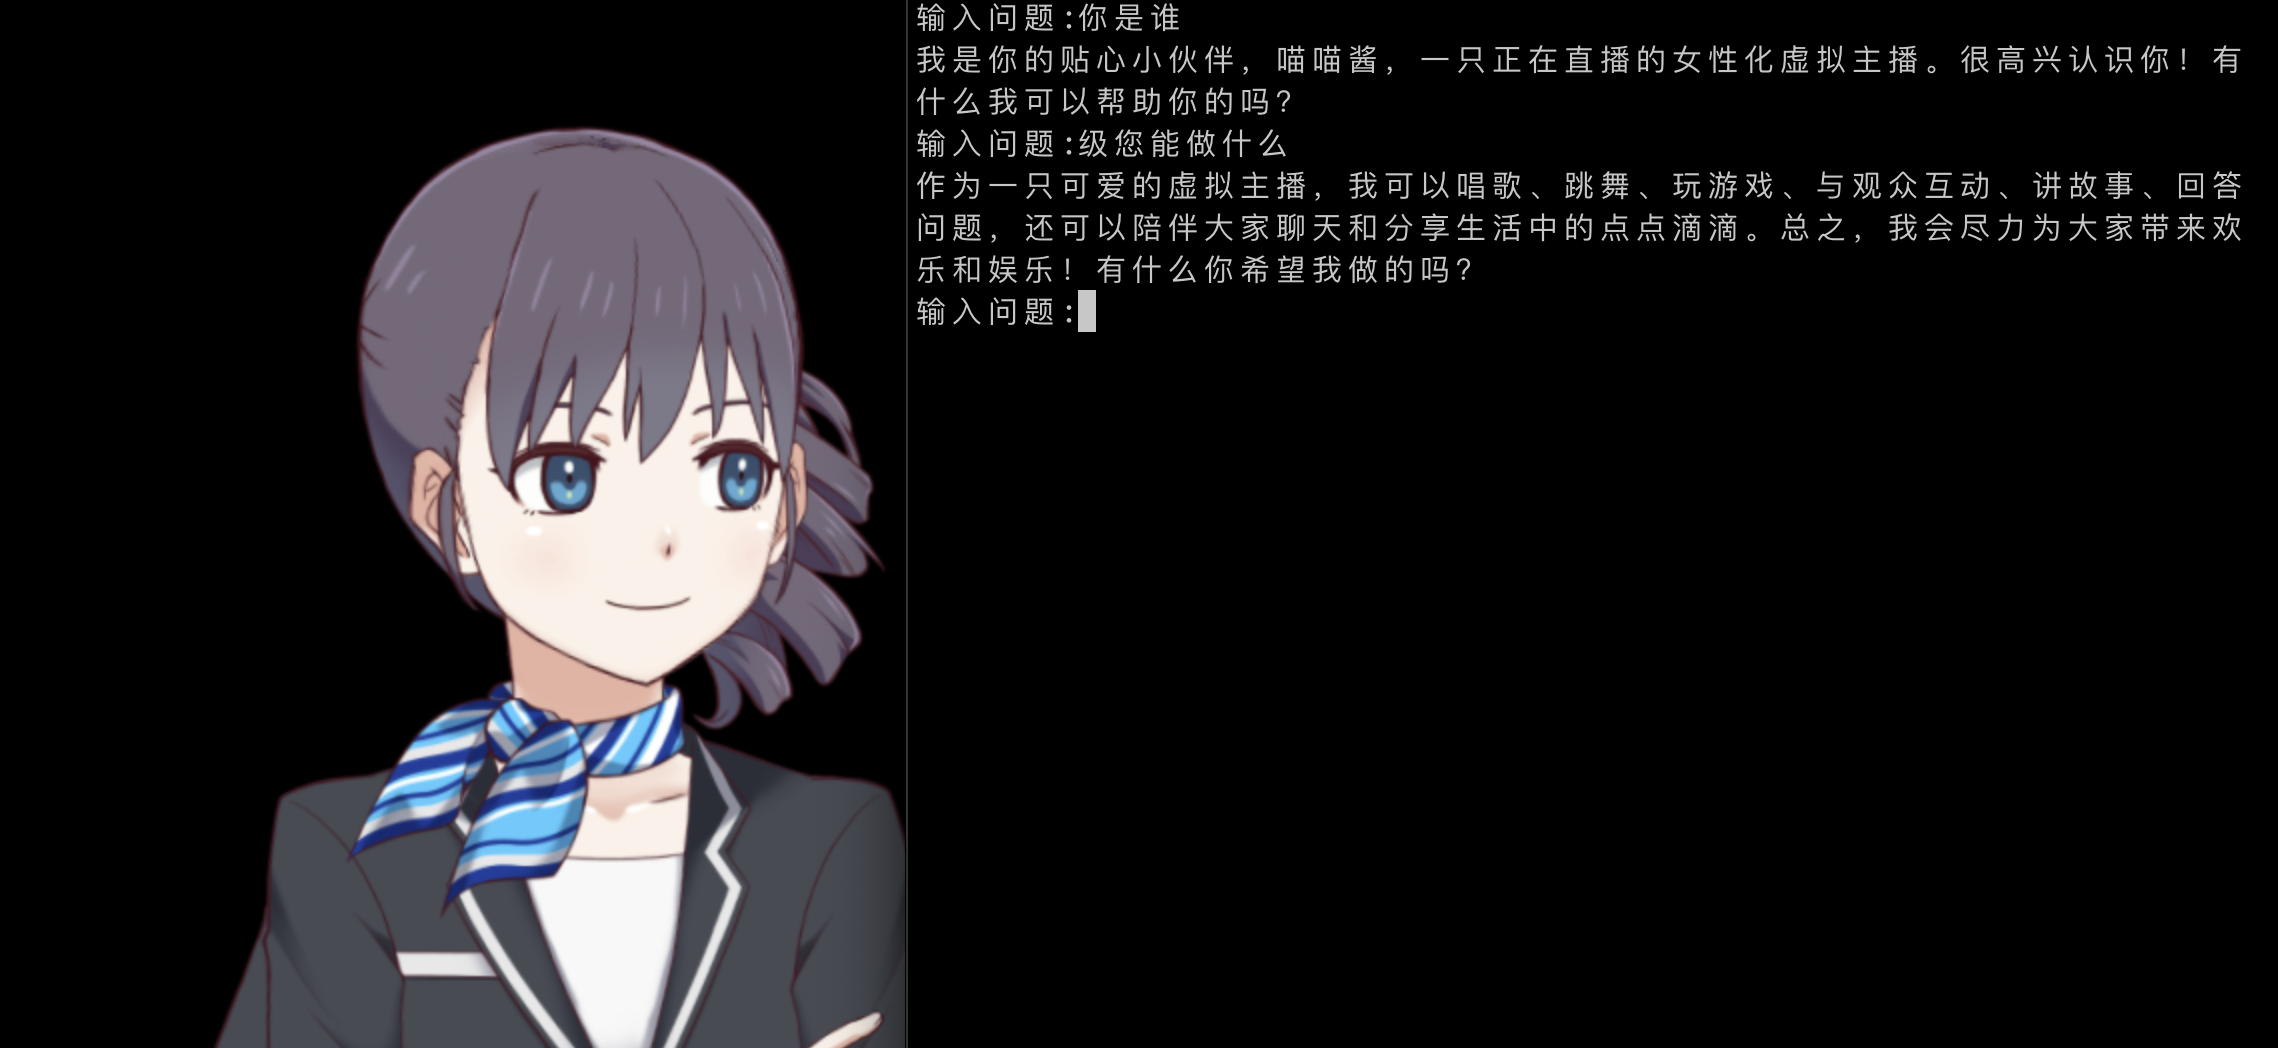 输入问题:你是谁
我是你的贴心小伙伴，喵喵酱，一只正在直播的女性化虚拟主播。很高兴认识你！有
什么我可以帮助你的吗？
输入问题:级您能做什么
作为一只可爱的虚拟主播，我可以唱歌、跳舞、玩游戏、与观众互动、讲故事、回答
问题，还可以陪伴大家聊天和分享生活中的点点滴滴。总之，我会尽力为大家带来欢
乐和娱乐！有什么你希望我做的吗？
输入问题: